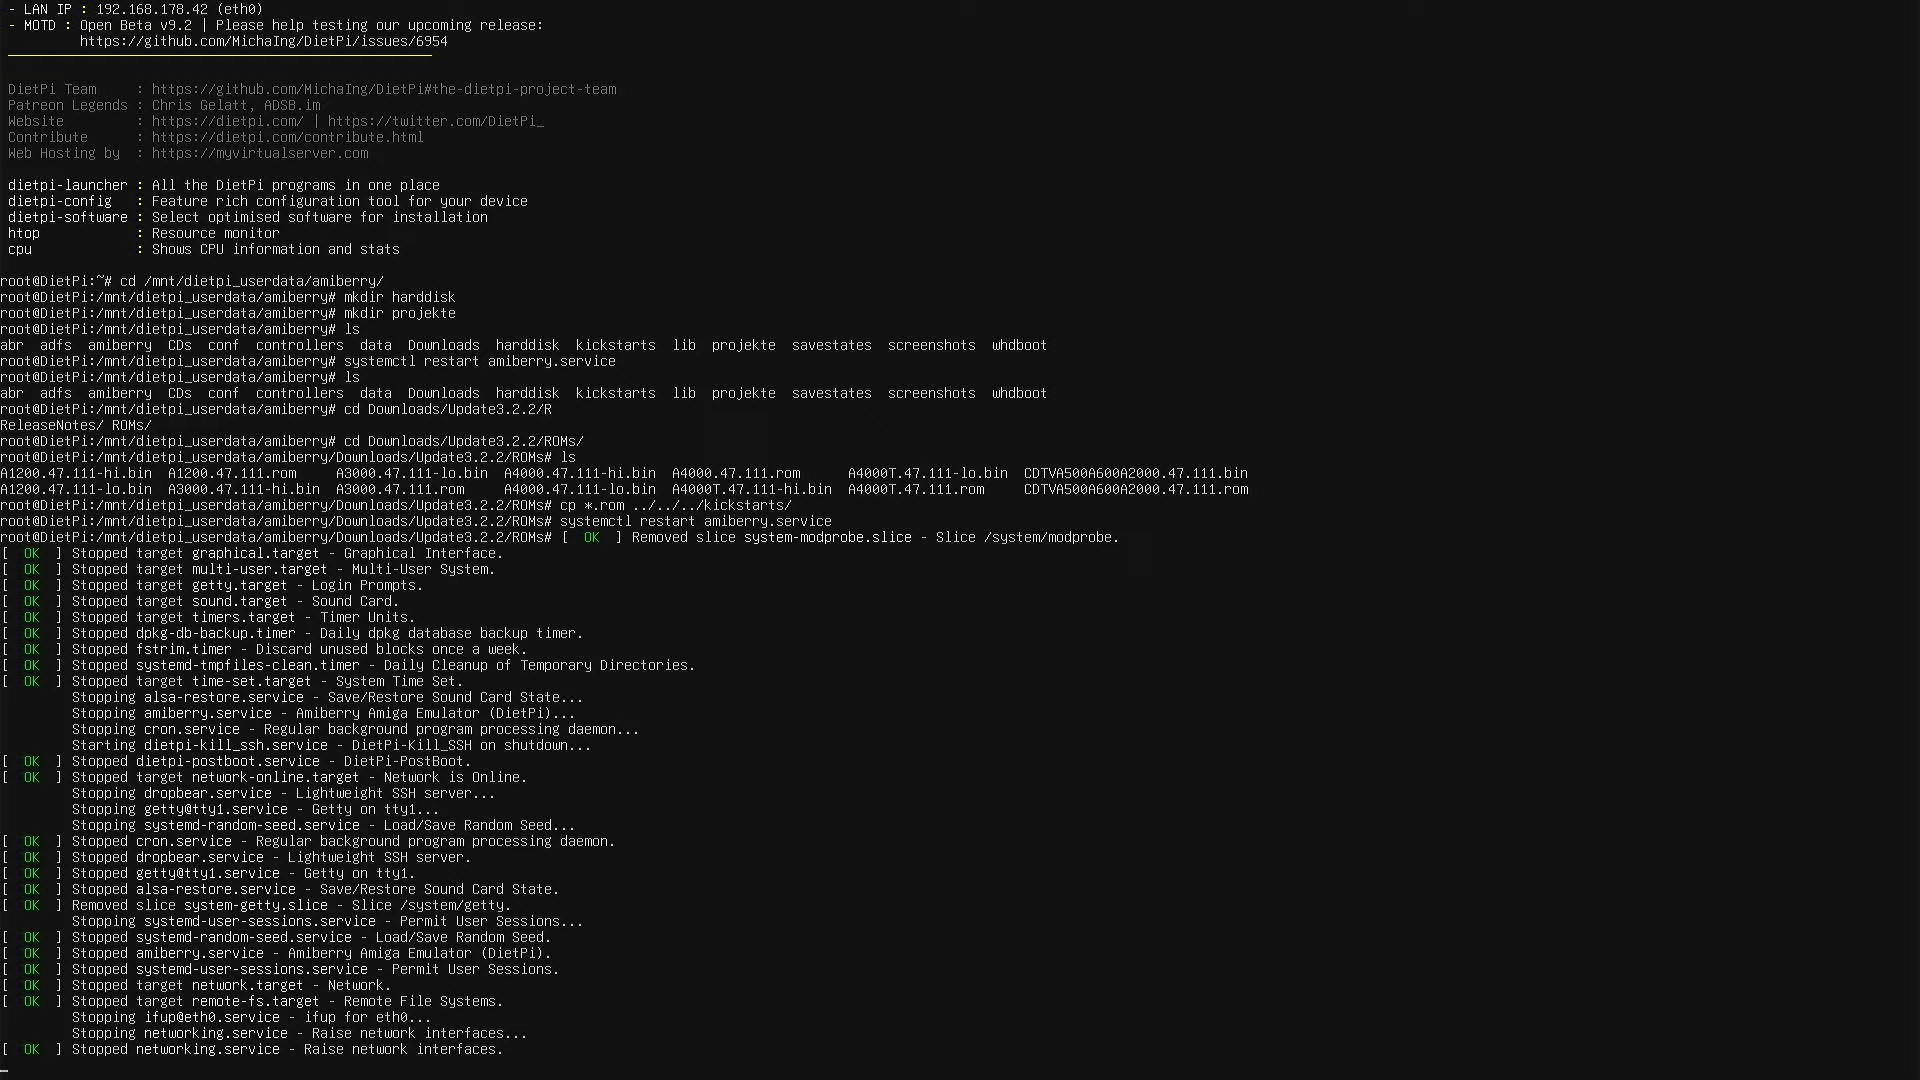 - LAN IP : 192.168.178.42 (eth0)
- MOTD : Open Beta v9.2 | Please help testing our upcoming release:
https://github.com/MichaIng/DietPi/issues/6954
DietPi Team : https://github.com/MichaIng/DietPi#the-dietpi-project-team
Patreon Legends : Chris Gelatt, ADSB.im
Website : https://dietpi.com/ | https://twitter.com/DietPi_
Contribute : https://dietpi.com/contribute.html
Web Hosting by : https://myvirtualserver.com
dietpi-launcher : All the DietPi programs in one place
dietpi-config : Feature rich configuration tool for your device
dietpi-software : Select optimised software for installation
htop : Resource monitor
cpu : Shows CPU information and stats
root@DietPi:~# cd /mnt/dietpi_userdata/amiberry/
root@DietPi:/mnt/dietpi_userdata/amiberry# mkdir harddisk
root@DietPi:/mnt/dietpi_userdata/amiberry# mkdir projekte
root@DietPi:/mnt/dietpi_userdata/amiberry# ls
abr adfs amiberry CDs conf controllers data Downloads harddisk kickstarts lib projekte savestates screenshots whdboot
root@DietPi:/mnt/dietpi_userdata/amiberry# systemctl restart amiberry.service
root@DietPi:/mnt/dietpi_userdata/amiberry# ls
abr adfs amiberry CDs conf controllers data Downloads harddisk kickstarts lib projekte savestates screenshots whdboot
root@DietPi:/mnt/dietpi_userdata/amiberry# cd Downloads/Update3.2.2/R
ReleaseNotes/ ROMs/
root@DietPi:/mnt/dietpi_userdata/amiberry# cd Downloads/Update3.2.2/ROMs/
root@DietPi:/mnt/dietpi_userdata/amiberry/Downloads/Update3.2.2/ROMs# ls
A1200.47.111-hi.bin A1200.47.111.rom A3000.47.111-lo.bin A4000.47.111-hi.bin A4000.47.111.rom A4000T.47.111-lo.bin CDTVA500A600A2000.47.111.bin
A1200.47.111-lo.bin A3000.47.111-hi.bin A3000.47.111.rom A4000.47.111-lo.bin A4000T.47.111-hi.bin A4000T.47.111.rom CDTVA500A600A2000.47.111.rom
root@DietPi:/mnt/dietpi_userdata/amiberry/Downloads/Update3.2.2/ROMs# cp *.rom ../../../kickstarts/
root@DietPi:/mnt/dietpi_userdata/amiberry/Downloads/Update3.2.2/ROMs# systemctl restart amiberry.service
root@DietPi:/mnt/dietpi_userdata/amiberry/Downloads/Update3.2.2/ROMs# [ OK ] Removed slice system-modprobe.slice - Slice /system/modprobe.
[ OK ] Stopped target graphical.target - Graphical Interface.
[ OK ] Stopped target multi-user.target - Multi-User System.
[ OK ] Stopped target getty.target - Login Prompts.
[ OK ] Stopped target sound.target - Sound Card.
[ OK ] Stopped target timers.target - Timer Units.
[ OK ] Stopped dpkg-db-backup.timer - Daily dpkg database backup timer.
[ OK ] Stopped fstrim.timer - Discard unused blocks once a week.
[ OK ] Stopped systemd-tmpfiles-clean.timer - Daily Cleanup of Temporary Directories.
[ OK ] Stopped target time-set.target - System Time Set.
Stopping alsa-restore.service - Save/Restore Sound Card State...
Stopping amiberry.service - Amiberry Amiga Emulator (DietPi)...
Stopping cron.service - Regular background program processing daemon...
Starting dietpi-kill_ssh.service - DietPi-Kill_SSH on shutdown...
[ OK ] Stopped dietpi-postboot.service - DietPi-PostBoot.
[ OK ] Stopped target network-online.target - Network is Online.
Stopping dropbear.service - Lightweight SSH server...
Stopping getty@tty1.service - Getty on tty1...
Stopping systemd-random-seed.service - Load/Save Random Seed...
[ OK ] Stopped cron.service - Regular background program processing daemon.
[ OK ] Stopped dropbear.service - Lightweight SSH server.
[ OK ] Stopped getty@tty1.service - Getty on tty1.
[ OK ] Stopped alsa-restore.service - Save/Restore Sound Card State.
[ OK ] Removed slice system-getty.slice - Slice /system/getty.
Stopping systemd-user-sessions.service - Permit User Sessions...
[ OK ] Stopped systemd-random-seed.service - Load/Save Random Seed.
[ OK ] Stopped amiberry.service - Amiberry Amiga Emulator (DietPi).
[ OK ] Stopped systemd-user-sessions.service - Permit User Sessions.
[ OK ] Stopped target network.target - Network.
[ OK ] Stopped target remote-fs.target - Remote File Systems.
Stopping ifup@eth0.service - ifup for eth0...
Stopping networking.service - Raise network interfaces...
[ OK ] Stopped networking.service - Raise network interfaces.